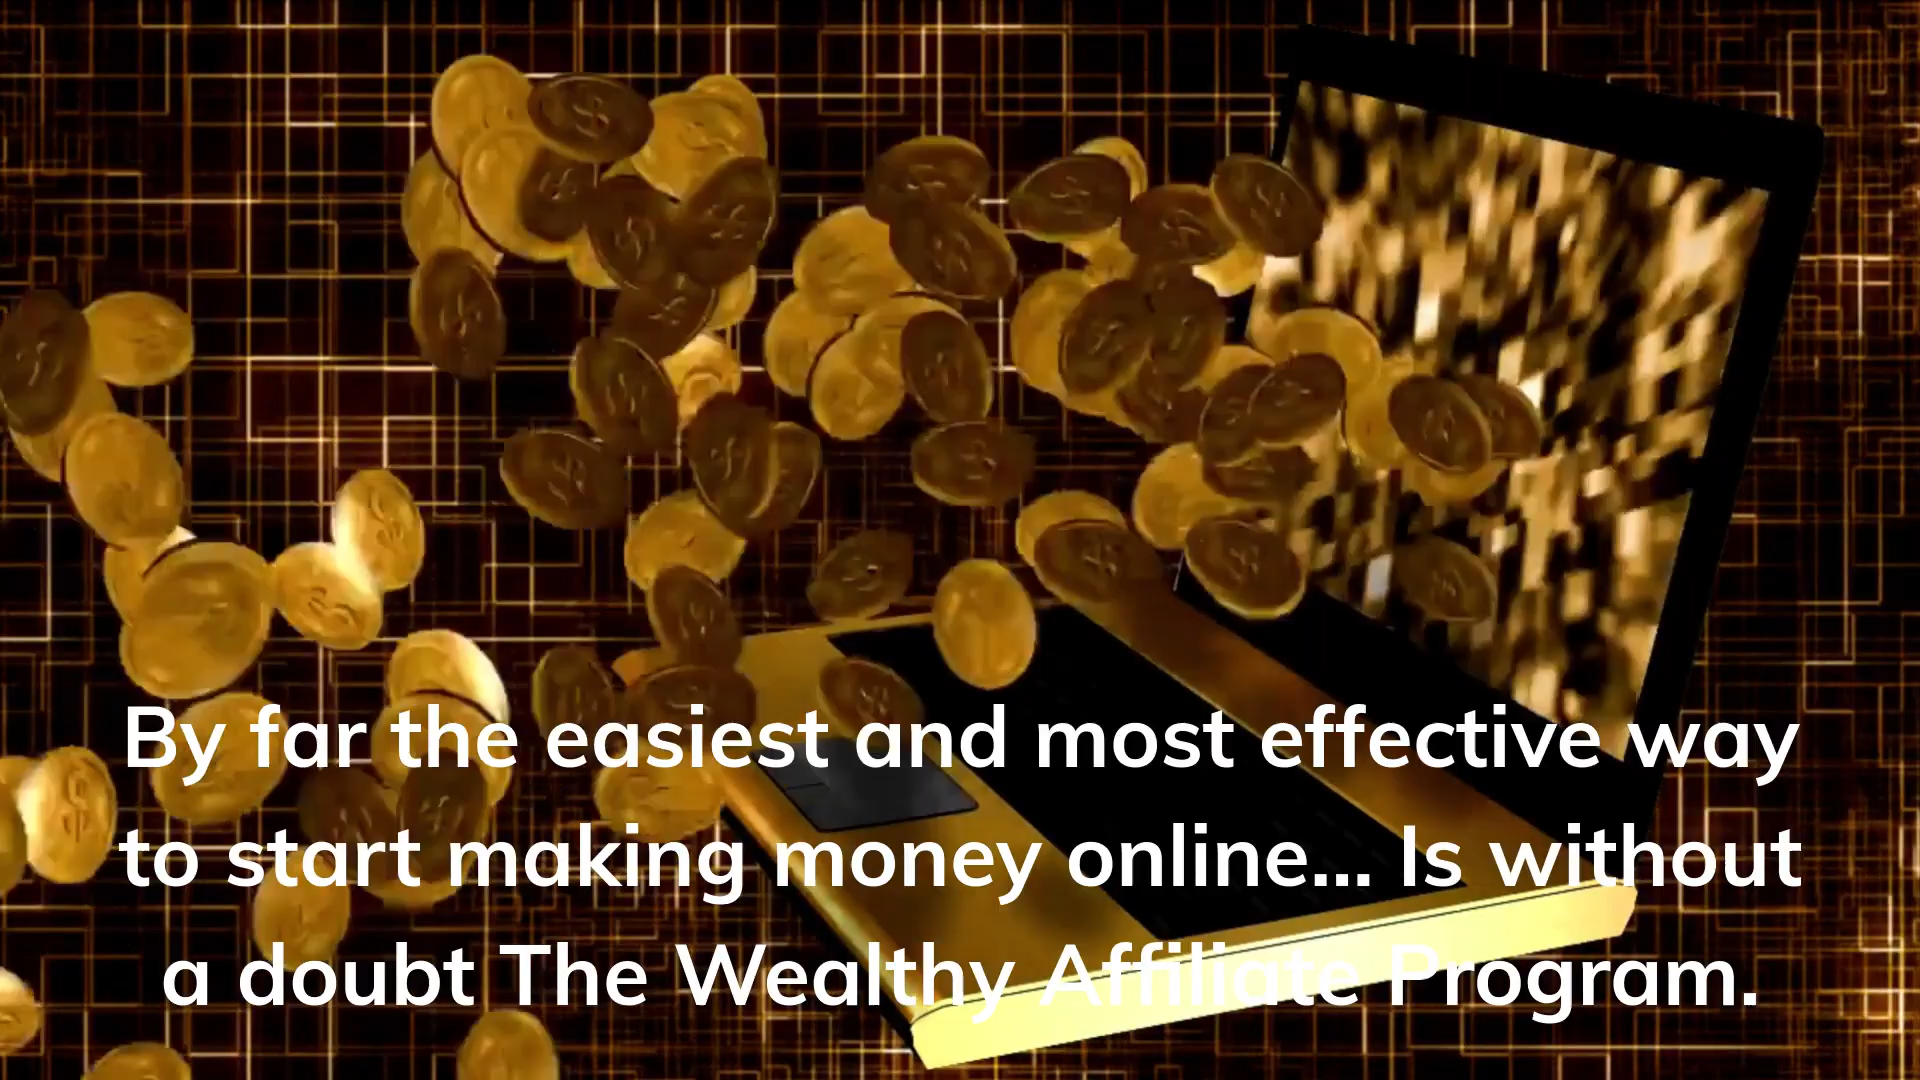 By far the easiest and most effective way
to start making money online... Is without
a doubt The Wealthy Affiliate Program.